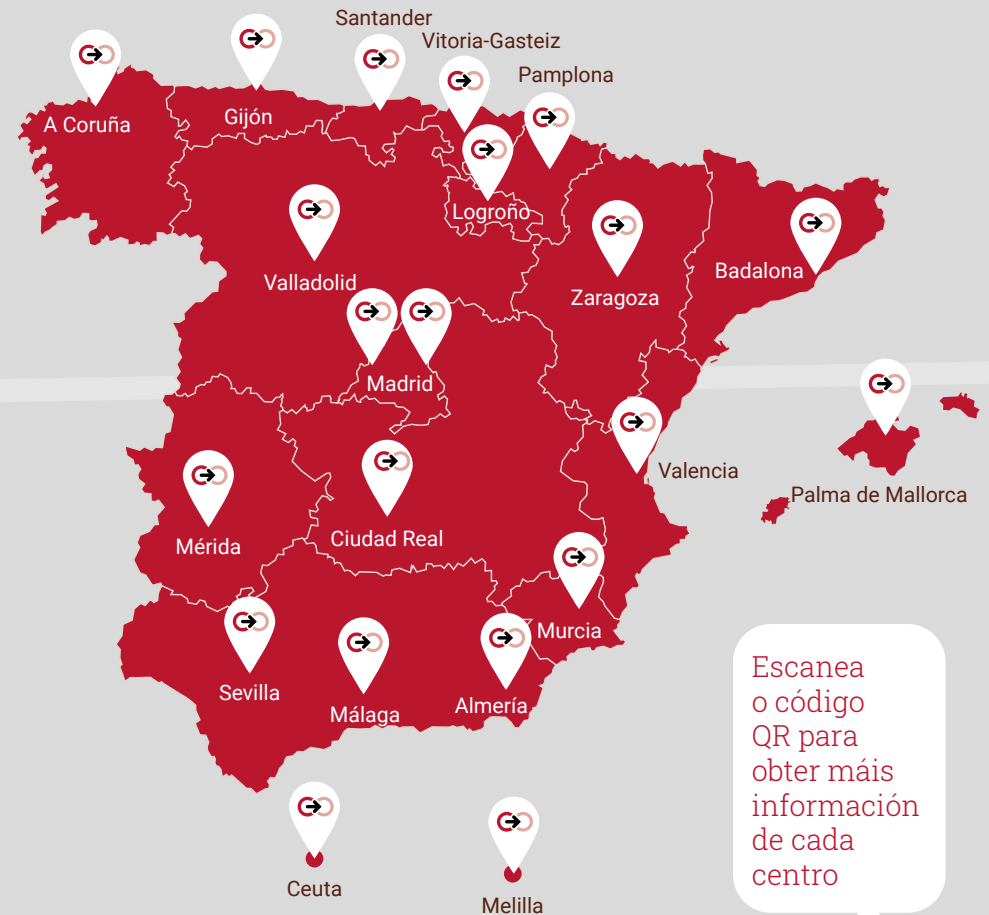 Santander
Vitoria-Gasteiz
Pamplona
A Coruña
Gijón
Logroño
Valladolid
Badalona
Zaragoza
Madrid
Valencia
Palma de Mallorca
Mérida
Ciudad Real
Murcia
Sevilla
Málaga
Almería
Ceuta
Melilla
Escanea
o código
QR para
obter máis
información
de cada
centro